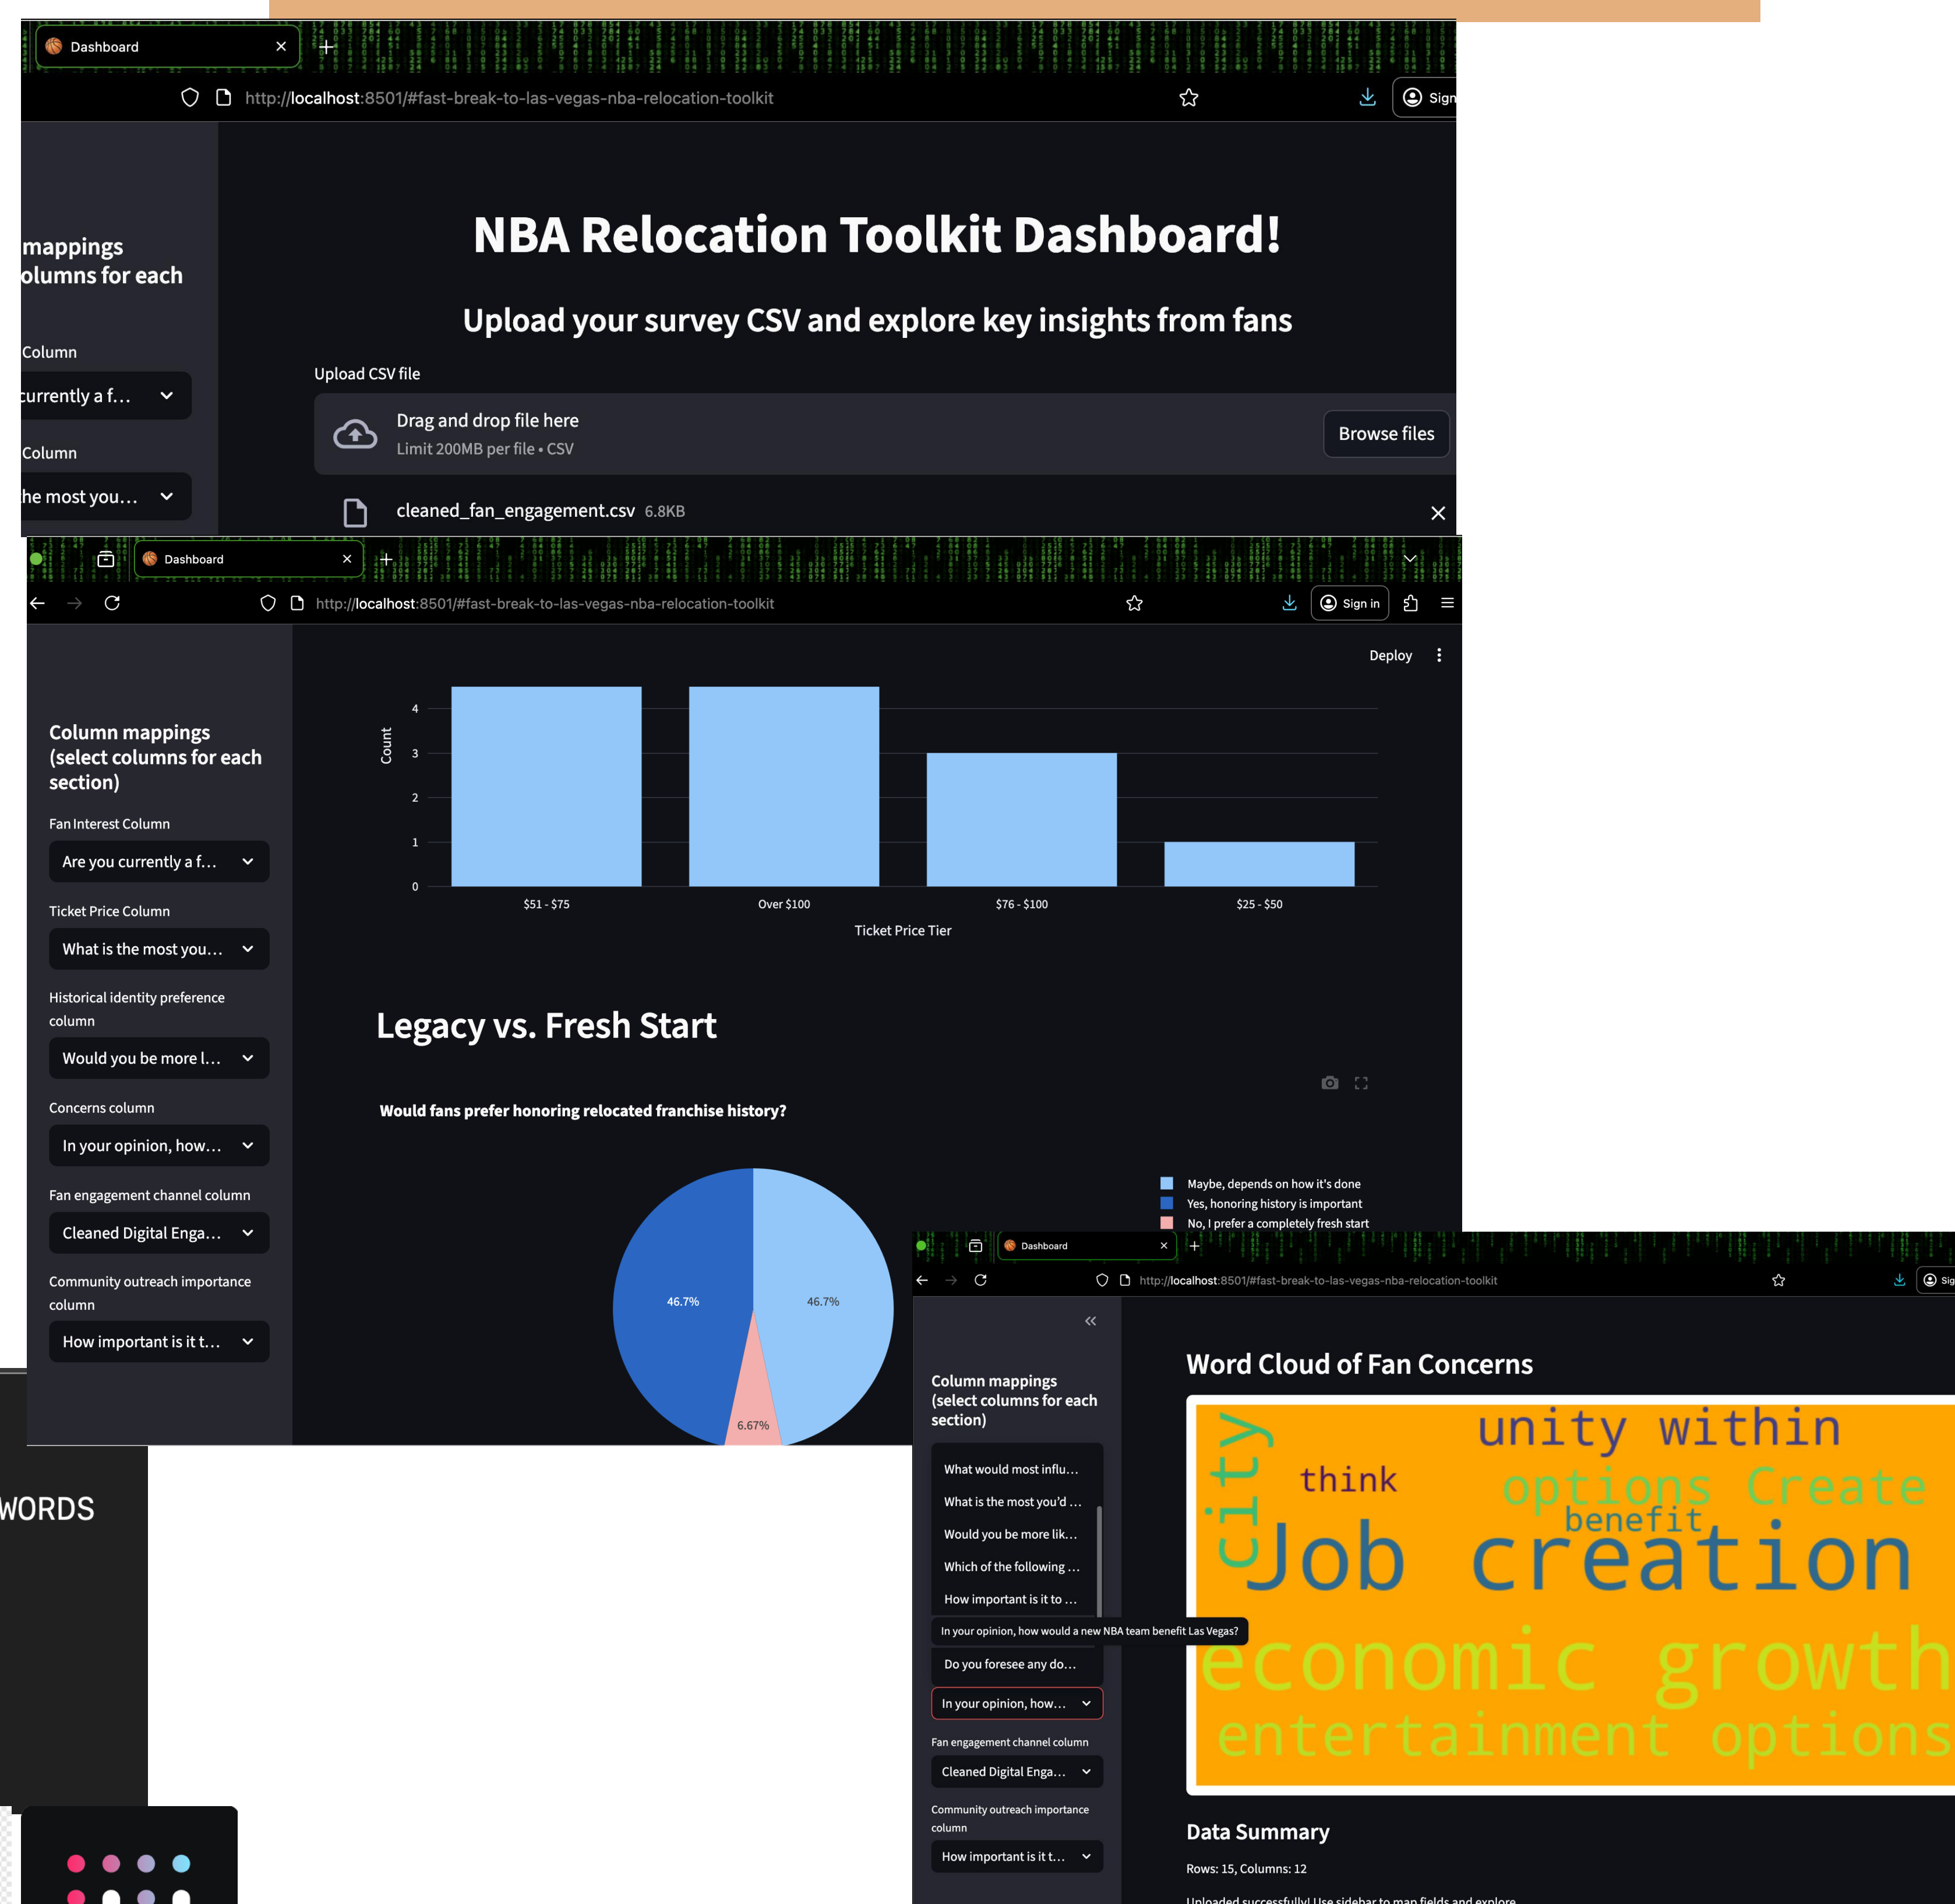 Dashboard
http://localhost:8501/#fast-break-to-las-vegas-nba-relocation-toolkit
Sign
mappings
olumns for each
Column
currently a f...
Column
he most you...
NBA Relocation Toolkit Dashboard!
Upload your survey CSV and explore key insights from fans
Upload CSV file
Drag and drop file here
Limit 200MB per file • CSV
Browse files
cleaned_fan_engagement.csv 6.8KB
Dashboard
http://localhost:8501/#fast-break-to-las-vegas-nba-relocation-toolkit
Sign in
Deploy
Column mappings
(select columns for each
section)
Fan Interest Column
Are you currently a f...
Ticket Price Column
What is the most you...
Historical identity preference
column
Would you be more l...
Concerns column
In your opinion, how...
Fan engagement channel column
Cleaned Digital Enga...
Community outreach importance
column
How important is it t...
Count
4
3
2
1
0
$51 - $75
Over $100
$76 - $100
$25 - $50
Ticket Price Tier
Legacy vs. Fresh Start
Would fans prefer honoring relocated franchise history?
Maybe, depends on how it's done
Yes, honoring history is important
No, I prefer a completely fresh start
46.7%
46.7%
6.67%
WORDS
Dashboard
http://localhost:8501/#fast-break-to-las-vegas-nba-relocation-toolkit
Sig
Column mappings
(select columns for each
section)
What would most influ...
What is the most you'd ...
Would you be more lik...
Which of the following ...
How important is it to ...
In your opinion, how would a new NBA team benefit Las Vegas?
Do you foresee any do...
In your opinion, how...
Fan engagement channel column
Cleaned Digital Enga...
Community outreach importance
column
How important is it t...
Word Cloud of Fan Concerns
city
unity within
think
options Create
benefit
Job creation
economic growth
entertainment options
Data Summary
Rows: 15, Columns: 12
Uploaded successfully! Use sidebar to map fields and explore